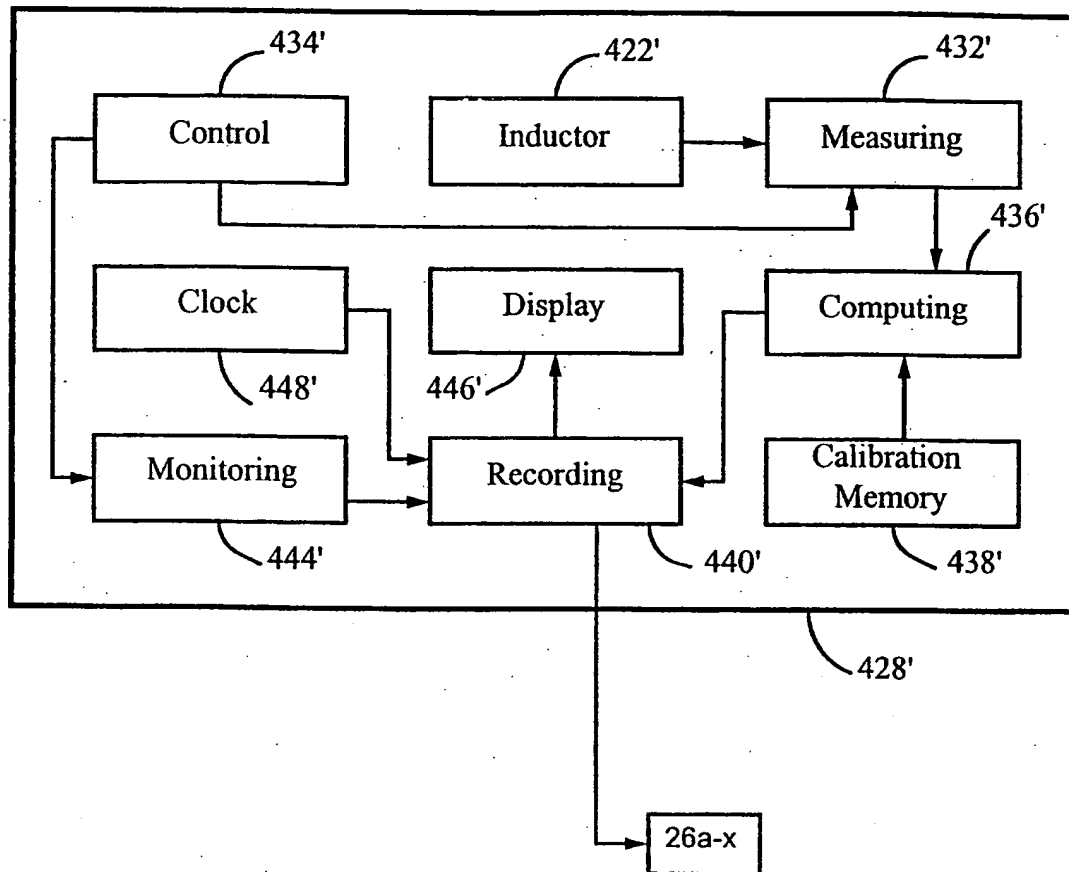 434'
422'
432'
Control
Inductor
Measuring
436'
Clock
Display
Computing
448'
446'
Monitoring
Recording
Calibration
Memory
444'
440'
438'
428'
26a-x